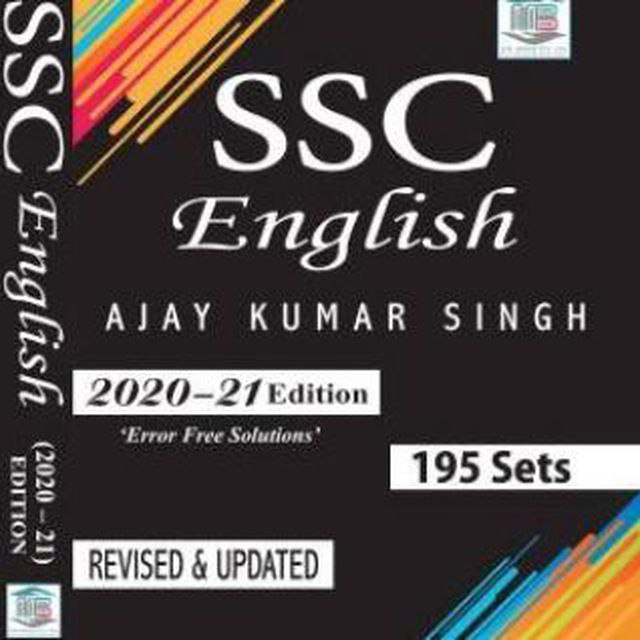 SSC
English
AJAY KUMAR SINGH
2020-21 Edition
'Error Free Solutions'
195 Sets
REVISED & UPDATED
SSC English (2020-21)
EDITION